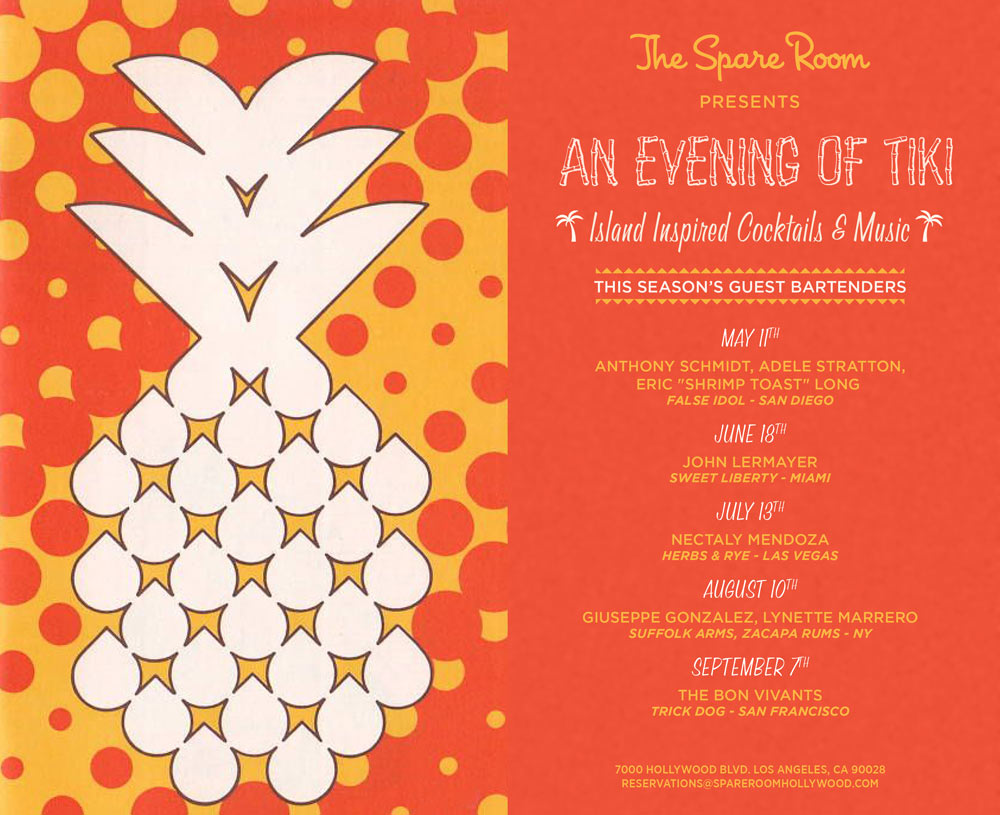 The Spare Room
PRESENTS
AN EVENING OF TIKI
Island Inspired Cocktails & Music
THIS SEASON'S GUEST BARTENDERS
MAY 11TH
ANTHONY SCHMIDT, ADELE STRATTON,
ERIC "SHRIMP TOAST" LONG
FALSE IDOL - SAN DIEGO
JUNE 18TH
JOHN LERMAYER
SWEET LIBERTY - MIAMI
JULY 13TH
NECTALY MENDOZA
HERBS & RYE - LAS VEGAS
AUGUST 10TH
GIUSEPPE GONZALEZ, LYNETTE MARRERO
SUFFOLK ARMS, ZACAPA RUMS - NY
SEPTEMBER 7TH
THE BON VIVANTS
TRICK DOG - SAN FRANCISCO
7000 HOLLYWOOD BLVD. LOS ANGELES, CA 90028
RESERVATIONS@SPAREROOMHOLLYWOOD.COM